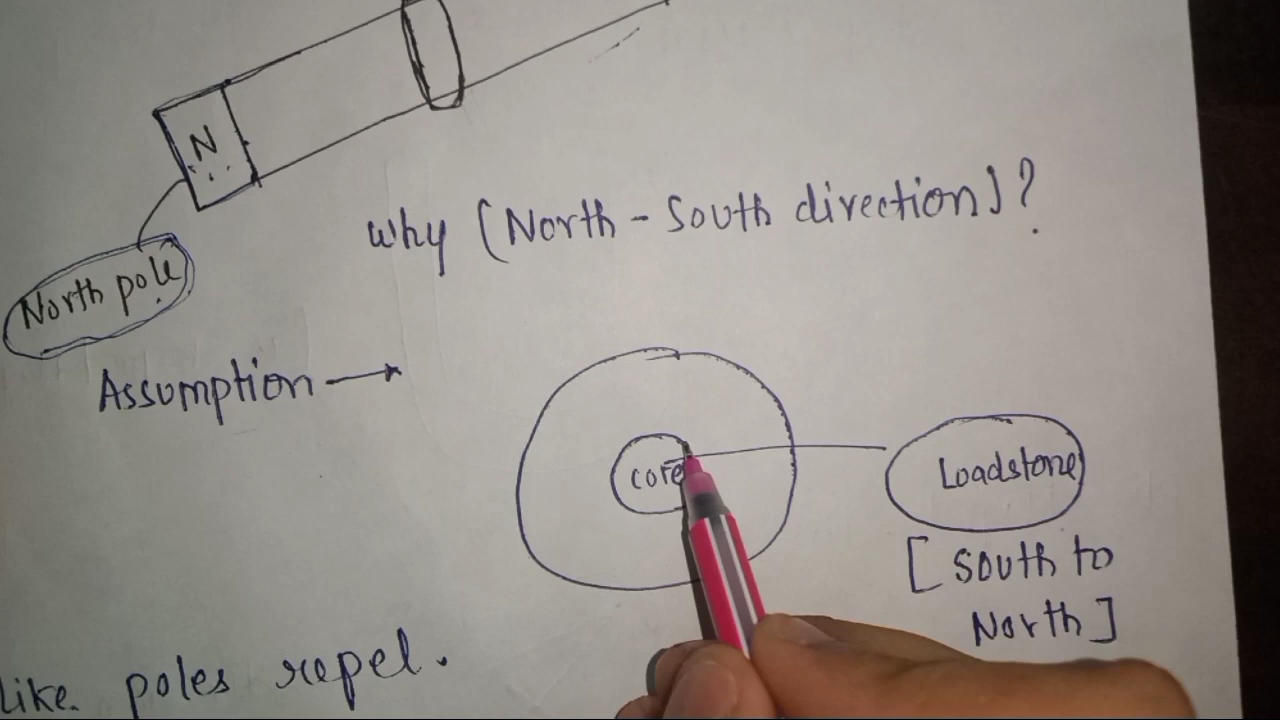 N
Why (North - South direction)?
North pole
Assumption →
core
Loadstone
[ South to
North ]
like poles repel.